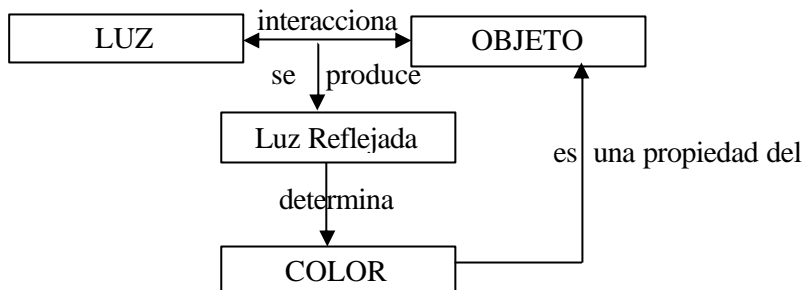 interacciona
LUZ
OBJETO
se produce
Luz Reflejada
es una propiedad del
determina
COLOR